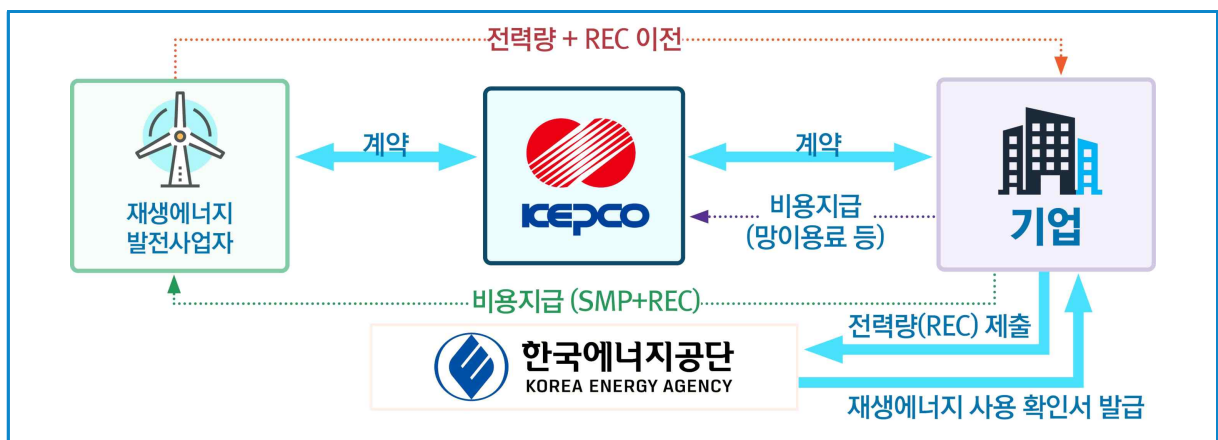 전력량 + REC 이전
재생에너지
발전사업자
계약
KEPCO
계약
비용지급
(망이용료 등)
기업
비용지급 (SMP+REC)
한국에너지공단
KOREA ENERGY AGENCY
전력량(REC) 제출
재생에너지 사용 확인서 발급